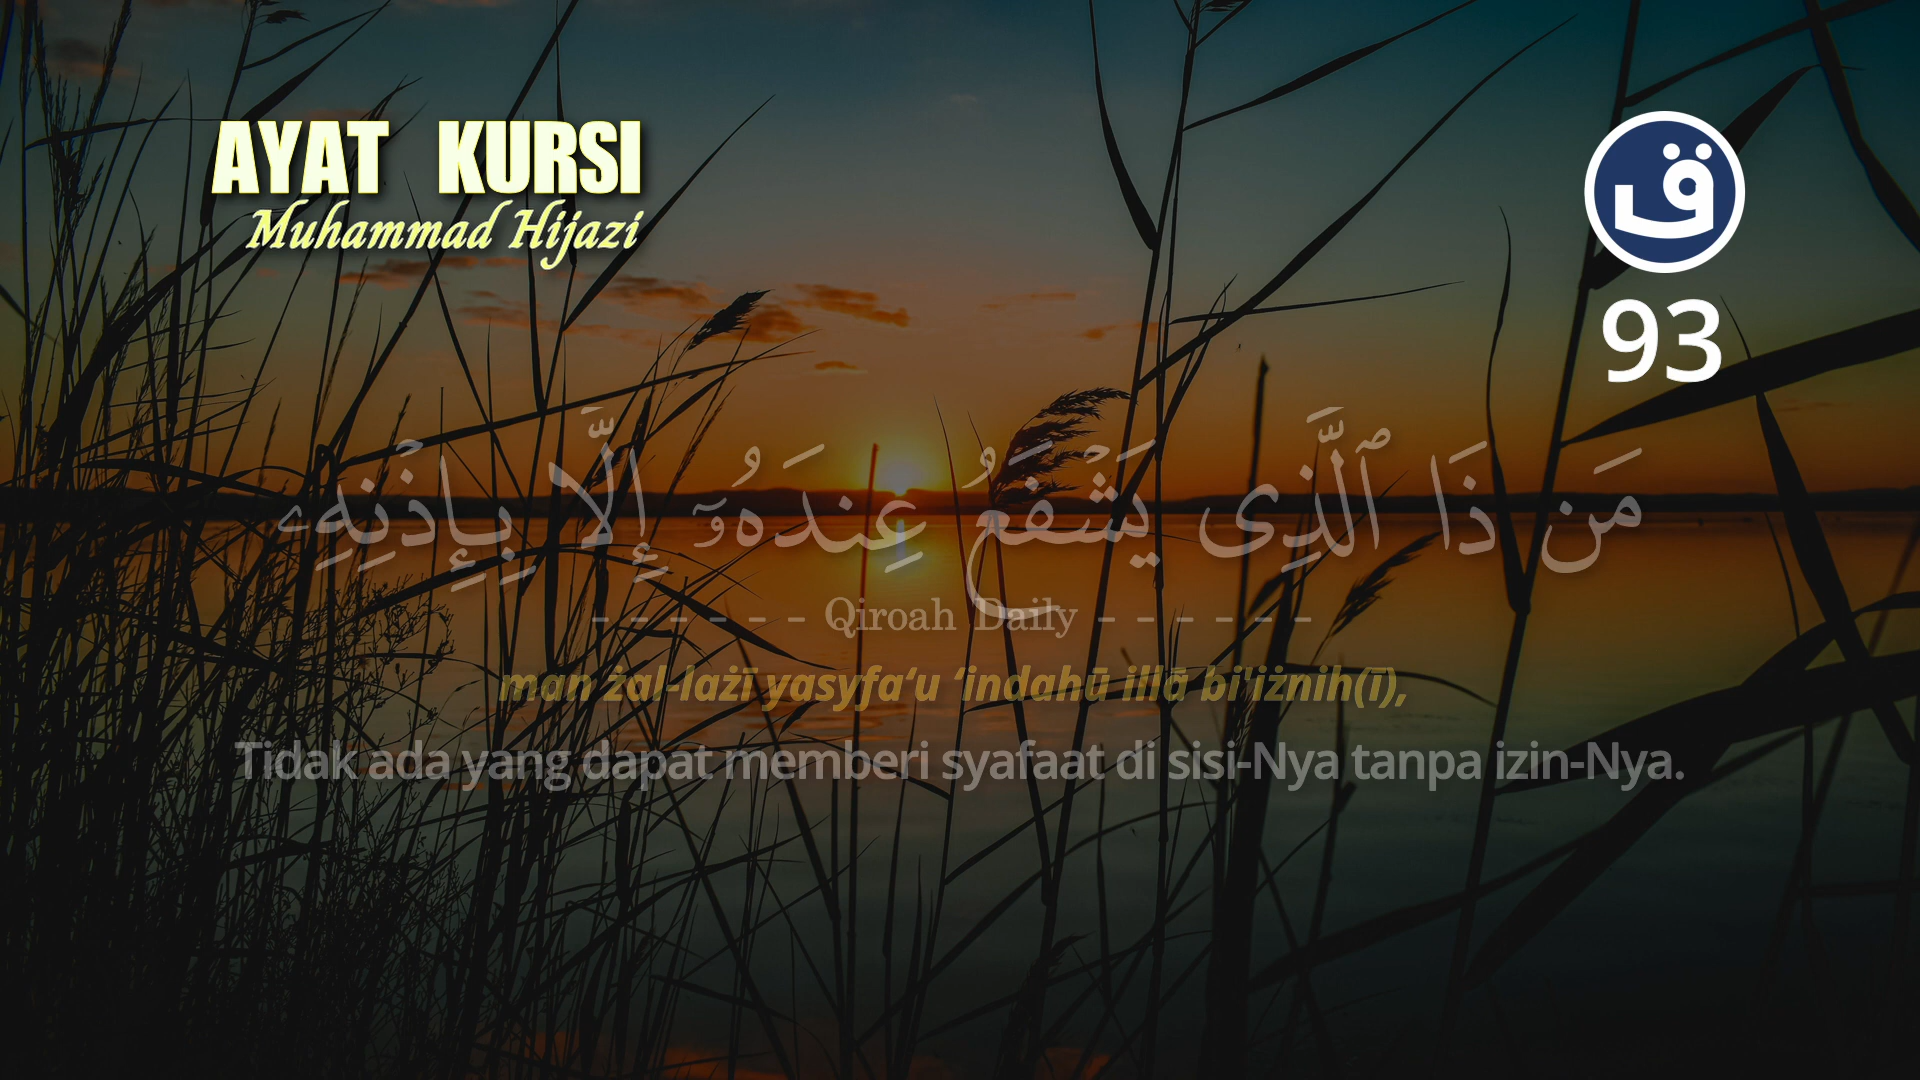 AYAT KURSI
Muhammad Hijazi
ق
93
مَن ذَا ٱلَّذِى يَشْفَعُ عِندَهُۥٓ إِلَّا بِإِذْنِهِۦ
- - - - - - Qiroah Daily - - - - - -
man żal-lażī yasyfa‘u ‘indahū illā bi'iżnih(ī),
Tidak ada yang dapat memberi syafaat di sisi-Nya tanpa izin-Nya.